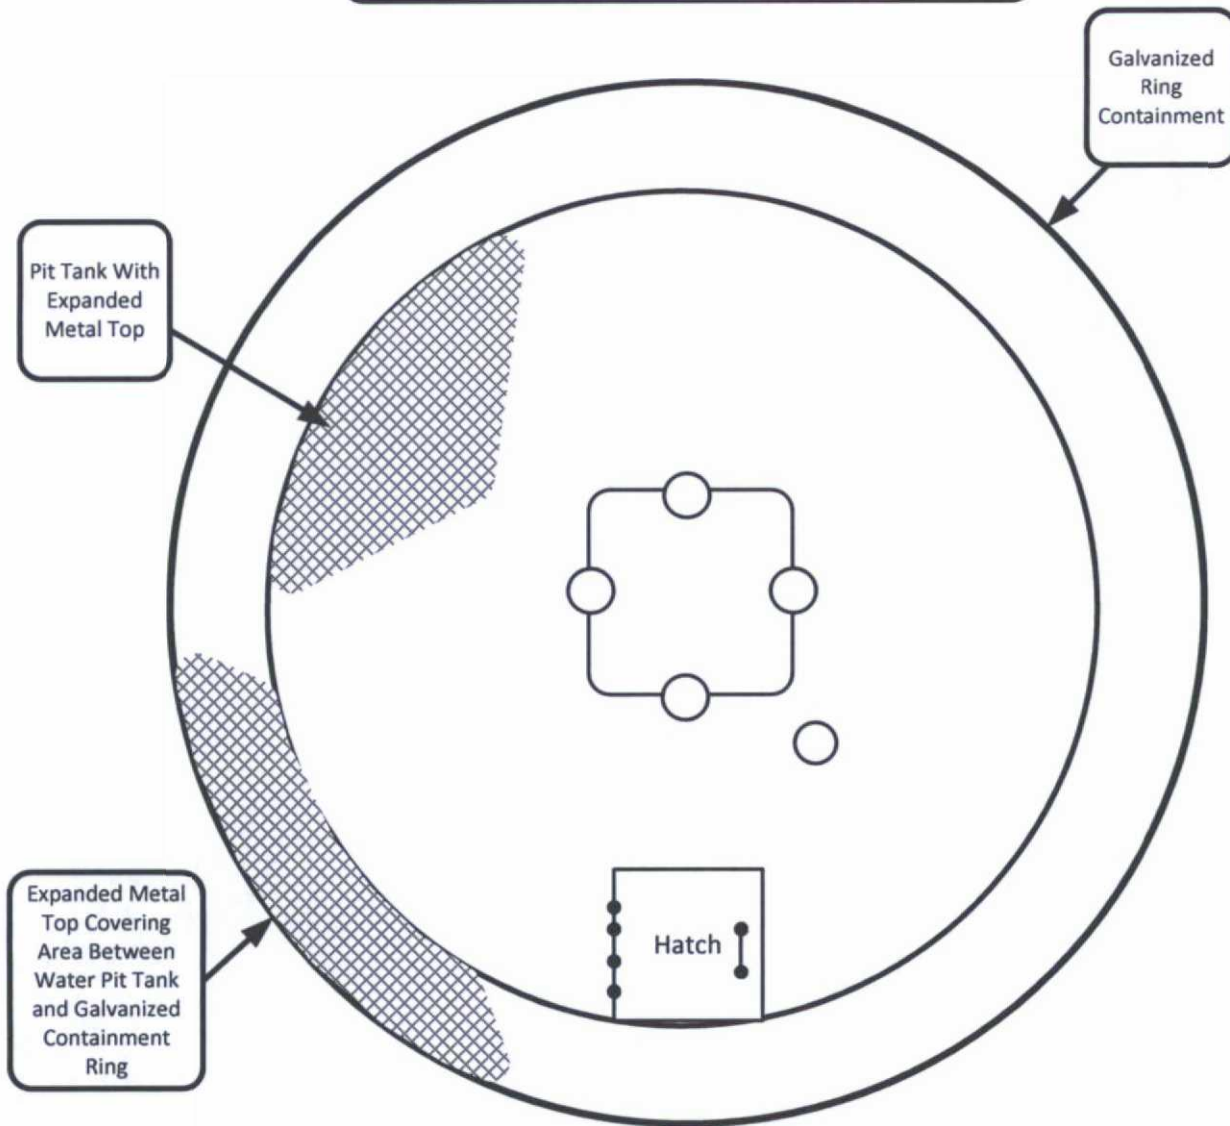 Galvanized
Ring
Containment
Pit Tank With
Expanded
Metal Top
Expanded Metal
Top Covering
Area Between
Water Pit Tank
and Galvanized
Containment
Ring
Hatch